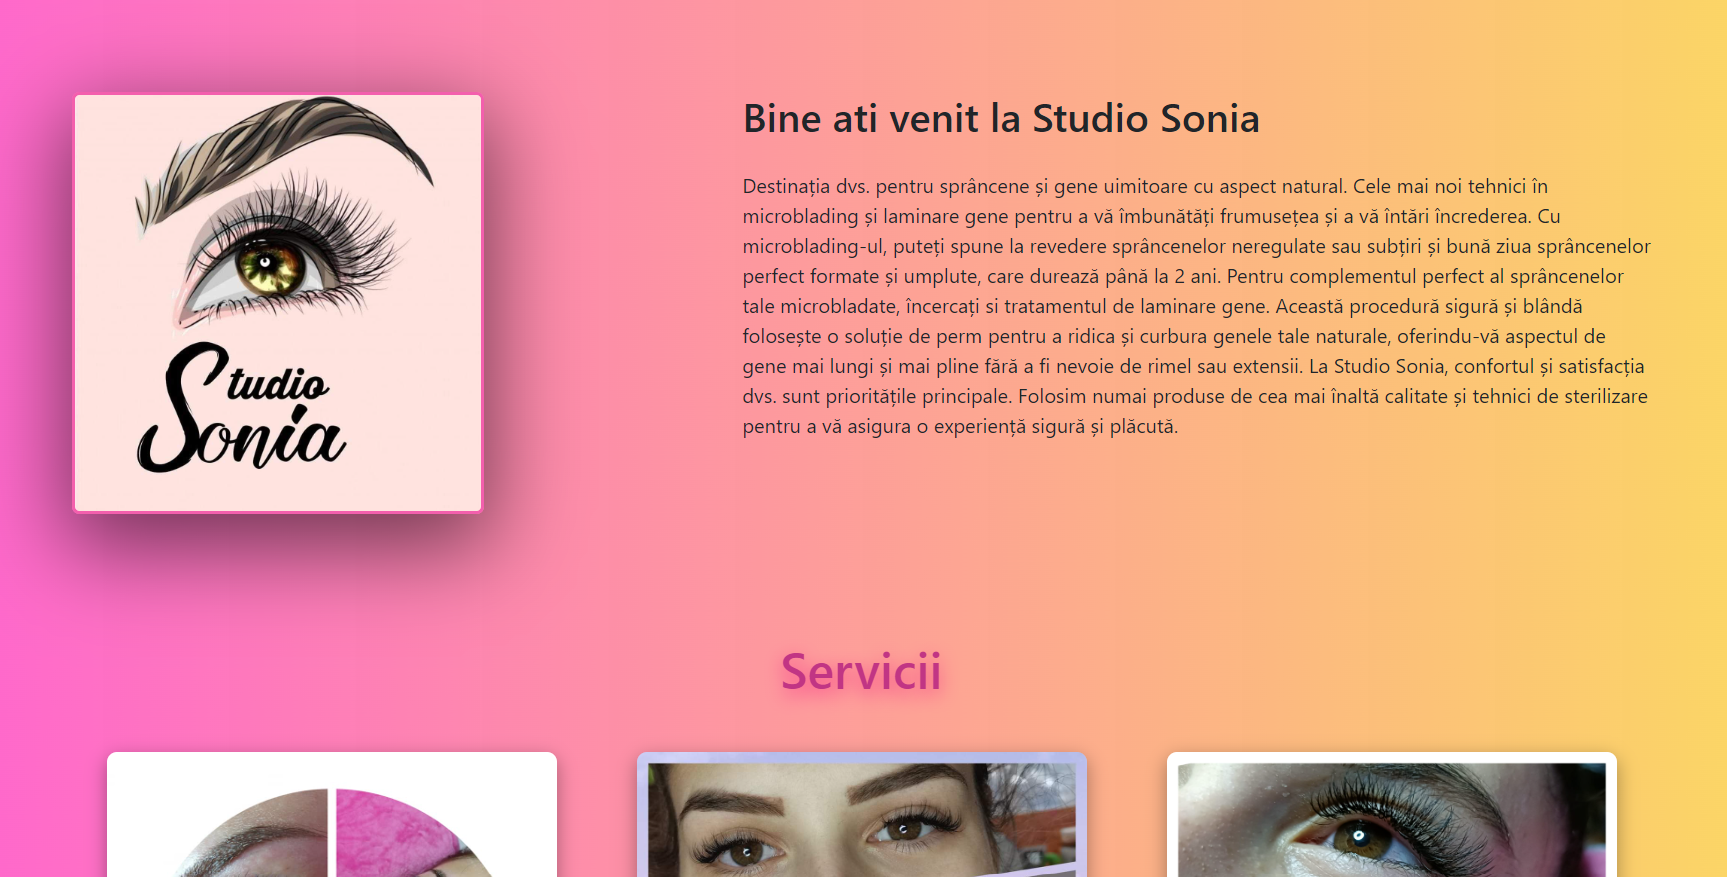 Studio
Sonia
Bine ati venit la Studio Sonia
Destinația dvs. pentru sprâncene și gene uimitoare cu aspect natural. Cele mai noi tehnici în
microblading și laminare gene pentru a vă îmbunătăți frumusețea și a vă întări încrederea. Cu
microblading-ul, puteți spune la revedere sprâncenelor neregulate sau subțiri și bună ziua sprâncenelor
perfect formate și umplute, care durează până la 2 ani. Pentru complementul perfect al sprâncenelor
tale microbladate, încercați si tratamentul de laminare gene. Această procedură sigură și blândă
folosește o soluție de perm pentru a ridica și curbura genele tale naturale, oferindu-vă aspectul de
gene mai lungi și mai pline fără a fi nevoie de rimel sau extensii. La Studio Sonia, confortul și satisfacția
dvs. sunt prioritățile principale. Folosim numai produse de cea mai înaltă calitate și tehnici de sterilizare
pentru a vă asigura o experiență sigură și plăcută.
Servicii